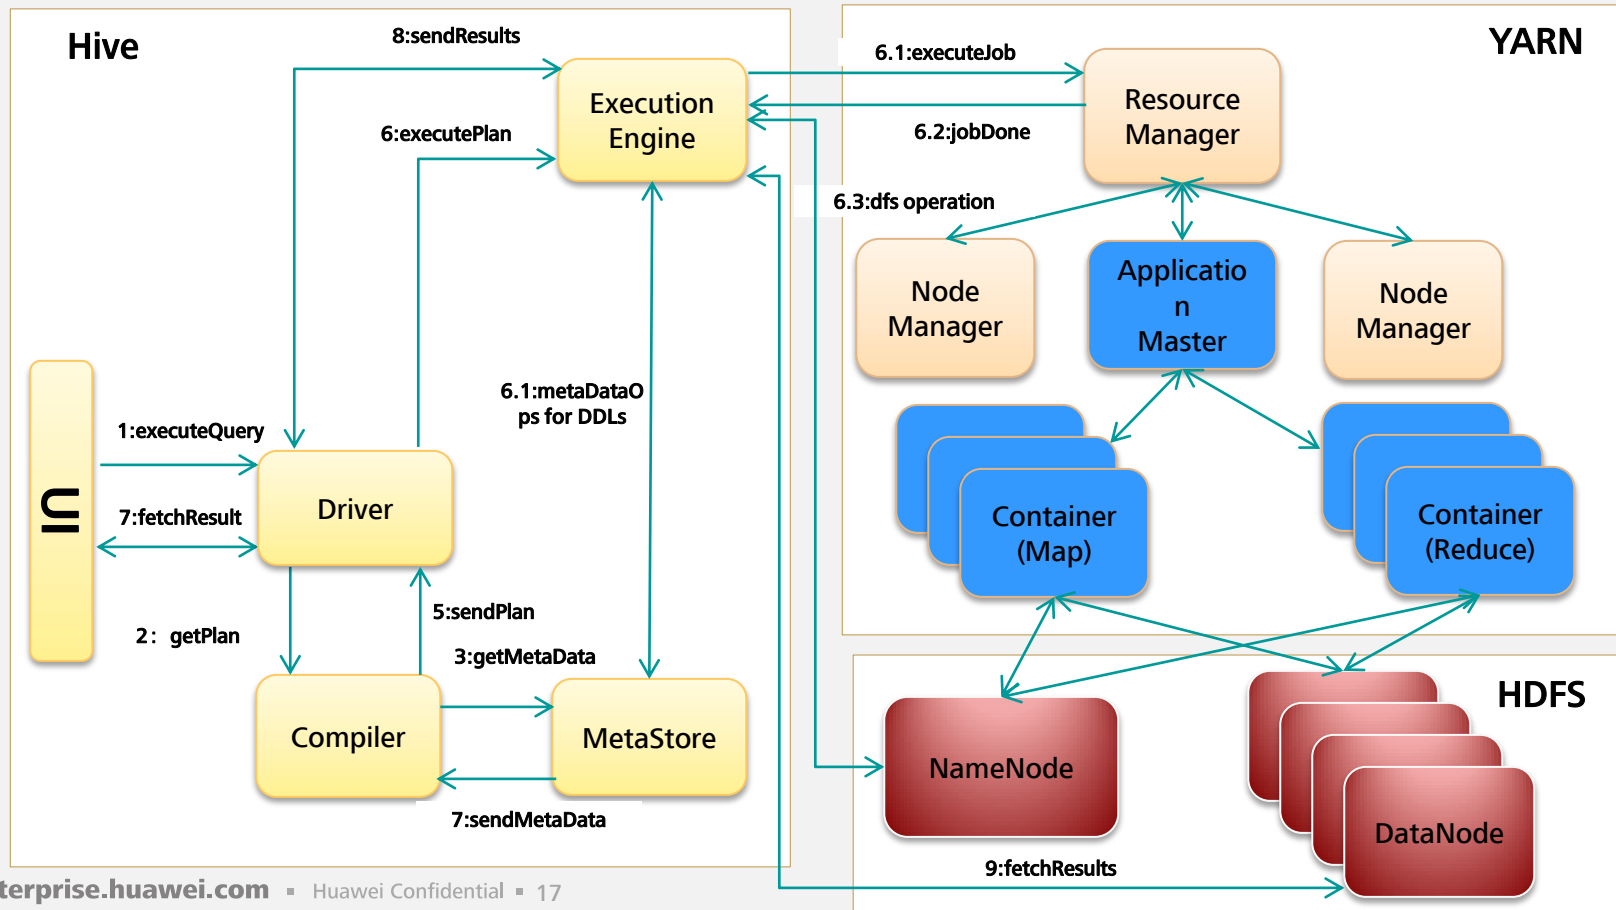 Hive
8:sendResults
Execution
Engine
6:executePlan
6.1:metaDataO
ps for DDLs
1:executeQuery
UI
7:fetchResult
Driver
2： getPlan
5:sendPlan
3:getMetaData
Compiler
MetaStore
7:sendMetaData
YARN
6.1:executeJob
Resource
Manager
6.2:jobDone
6.3:dfs operation
Node
Manager
Applicatio
n
Master
Node
Manager
Container
(Map)
Container
(Reduce)
HDFS
NameNode
DataNode
9:fetchResults
terprise.huawei.com ▪ Huawei Confidential ▪ 17